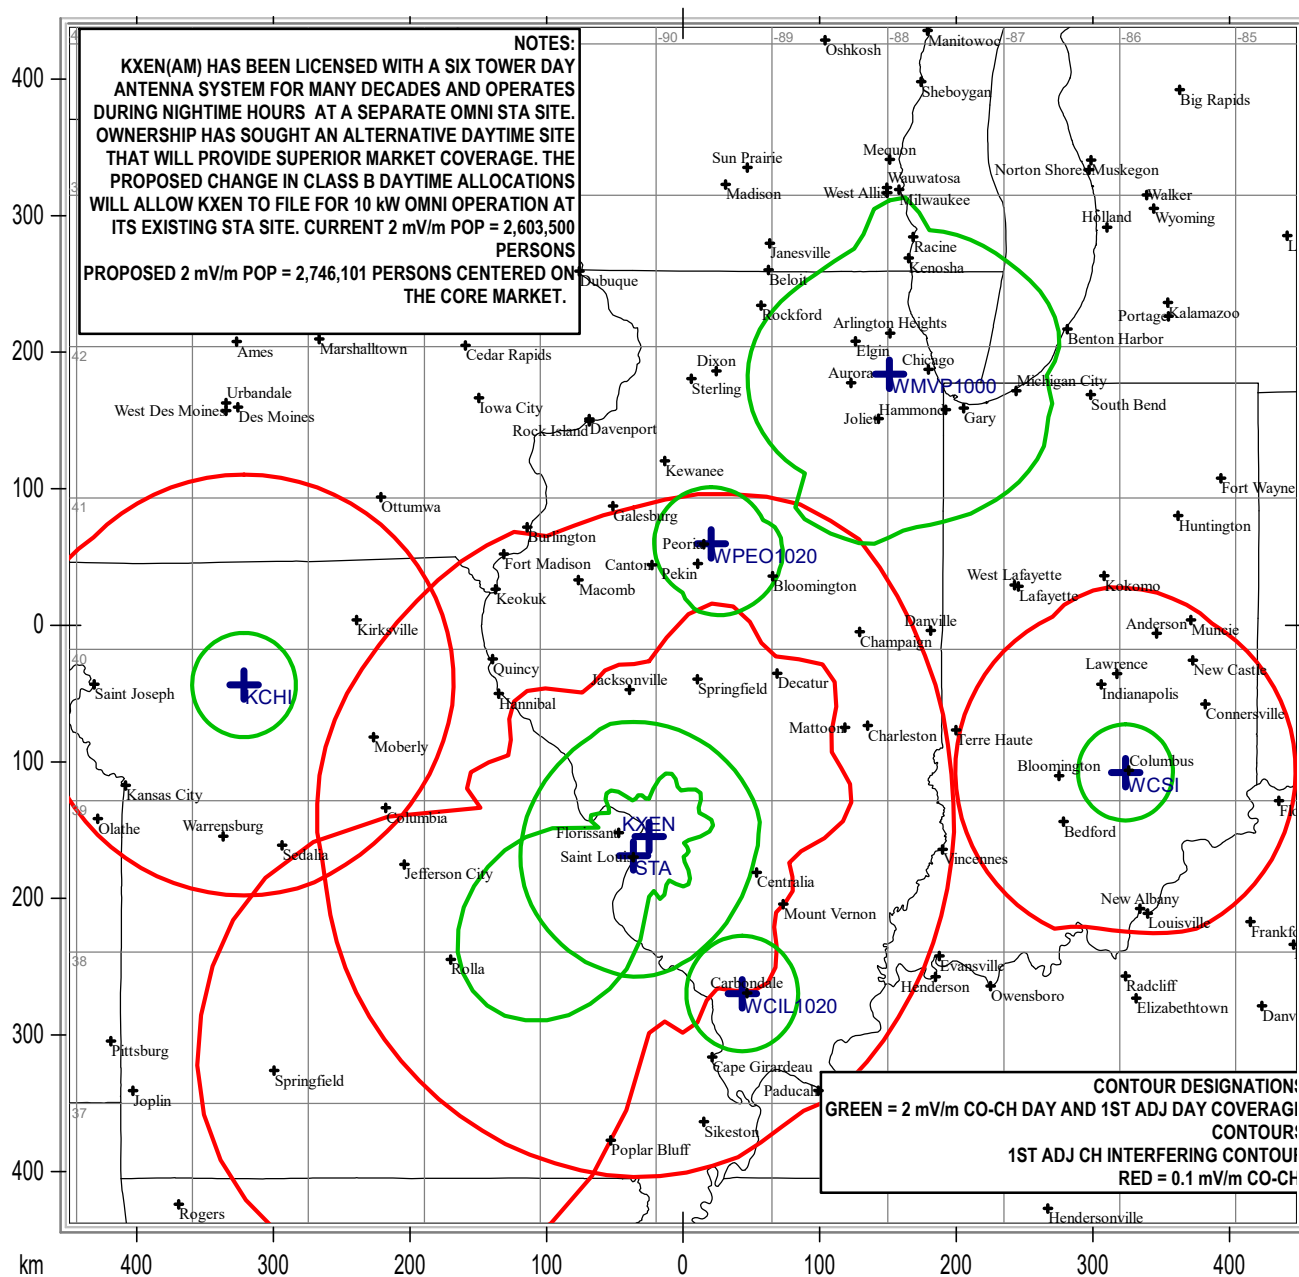 NOTES:
KXEN(AM) HAS BEEN LICENSED WITH A SIX TOWER DAY
ANTENNA SYSTEM FOR MANY DECADES AND OPERATES
DURING NIGHTIME HOURS AT A SEPARATE OMNI STA SITE.
OWNERSHIP HAS SOUGHT AN ALTERNATIVE DAYTIME SITE
THAT WILL PROVIDE SUPERIOR MARKET COVERAGE. THE
PROPOSED CHANGE IN CLASS B DAYTIME ALLOCATIONS
WILL ALLOW KXEN TO FILE FOR 10 kW OMNI OPERATION AT
ITS EXISTING STA SITE. CURRENT 2 mV/m POP = 2,603,500
PERSONS
PROPOSED 2 mV/m POP = 2,746,101 PERSONS CENTERED ON
THE CORE MARKET.
-90
-89
-88
-87
-86
-85
Oshkosh
Manitowoc
400
Sheboygan
Big Rapids
Sun Prairie
Mequon
Madison
Wauwatosa
West Allis
Milwaukee
Norton Shores
Muskegon
Walker
Wyoming
Holland
300
Racine
Janesville
Kenosha
Beloit
Dubuque
Rockford
Portage
Kalamazoo
Arlington Heights
Benton Harbor
Elgin
Ames
Marshalltown
Cedar Rapids
200
42
Dixon
Sterling
Chicago
Aurora
WMVP1000
Michigan City
Urbandale
West Des Moines
Des Moines
Iowa City
Hammond
Gary
South Bend
Joliet
Rock Island
Davenport
Kewanee
Fort Wayne
100
41
Ottumwa
Galesburg
Huntington
Burlington
Peoria
WPEO1020
Fort Madison
Canton
Pekin
Bloomington
Macomb
Keokuk
West Lafayette
Lafayette
Kokomo
0
Kirksville
Champaign
Danville
Anderson
Muncie
40
Quincy
New Castle
Lawrence
Indianapolis
Saint Joseph
KCHI
Hannibal
Jacksonville
Springfield
Decatur
Connersville
Mattoon
Charleston
Terre Haute
Moberly
Bloomington
Columbus
WCSI
100
Kansas City
39
Olathe
Warrensburg
Columbia
Sedalia
Florissant
KXEN
Bedford
Saint Louis
STA
Vincennes
Jefferson City
Centralia
200
Mount Vernon
New Albany
Louisville
38
Rolla
Evansville
Henderson
Owensboro
Radcliff
Elizabethtown
Carbondale
WCIL1020
300
Pittsburg
Springfield
Cape Girardeau
Joplin
Paducah
37
Sikeston
Poplar Bluff
CONTOUR DESIGNATIONS
GREEN = 2 mV/m CO-CH DAY AND 1ST ADJ DAY COVERAGE
CONTOURS
1ST ADJ CH INTERFERING CONTOUR
RED = 0.1 mV/m CO-CH
400
Rogers
Hendersonville
km
400
300
200
100
0
100
200
300
400